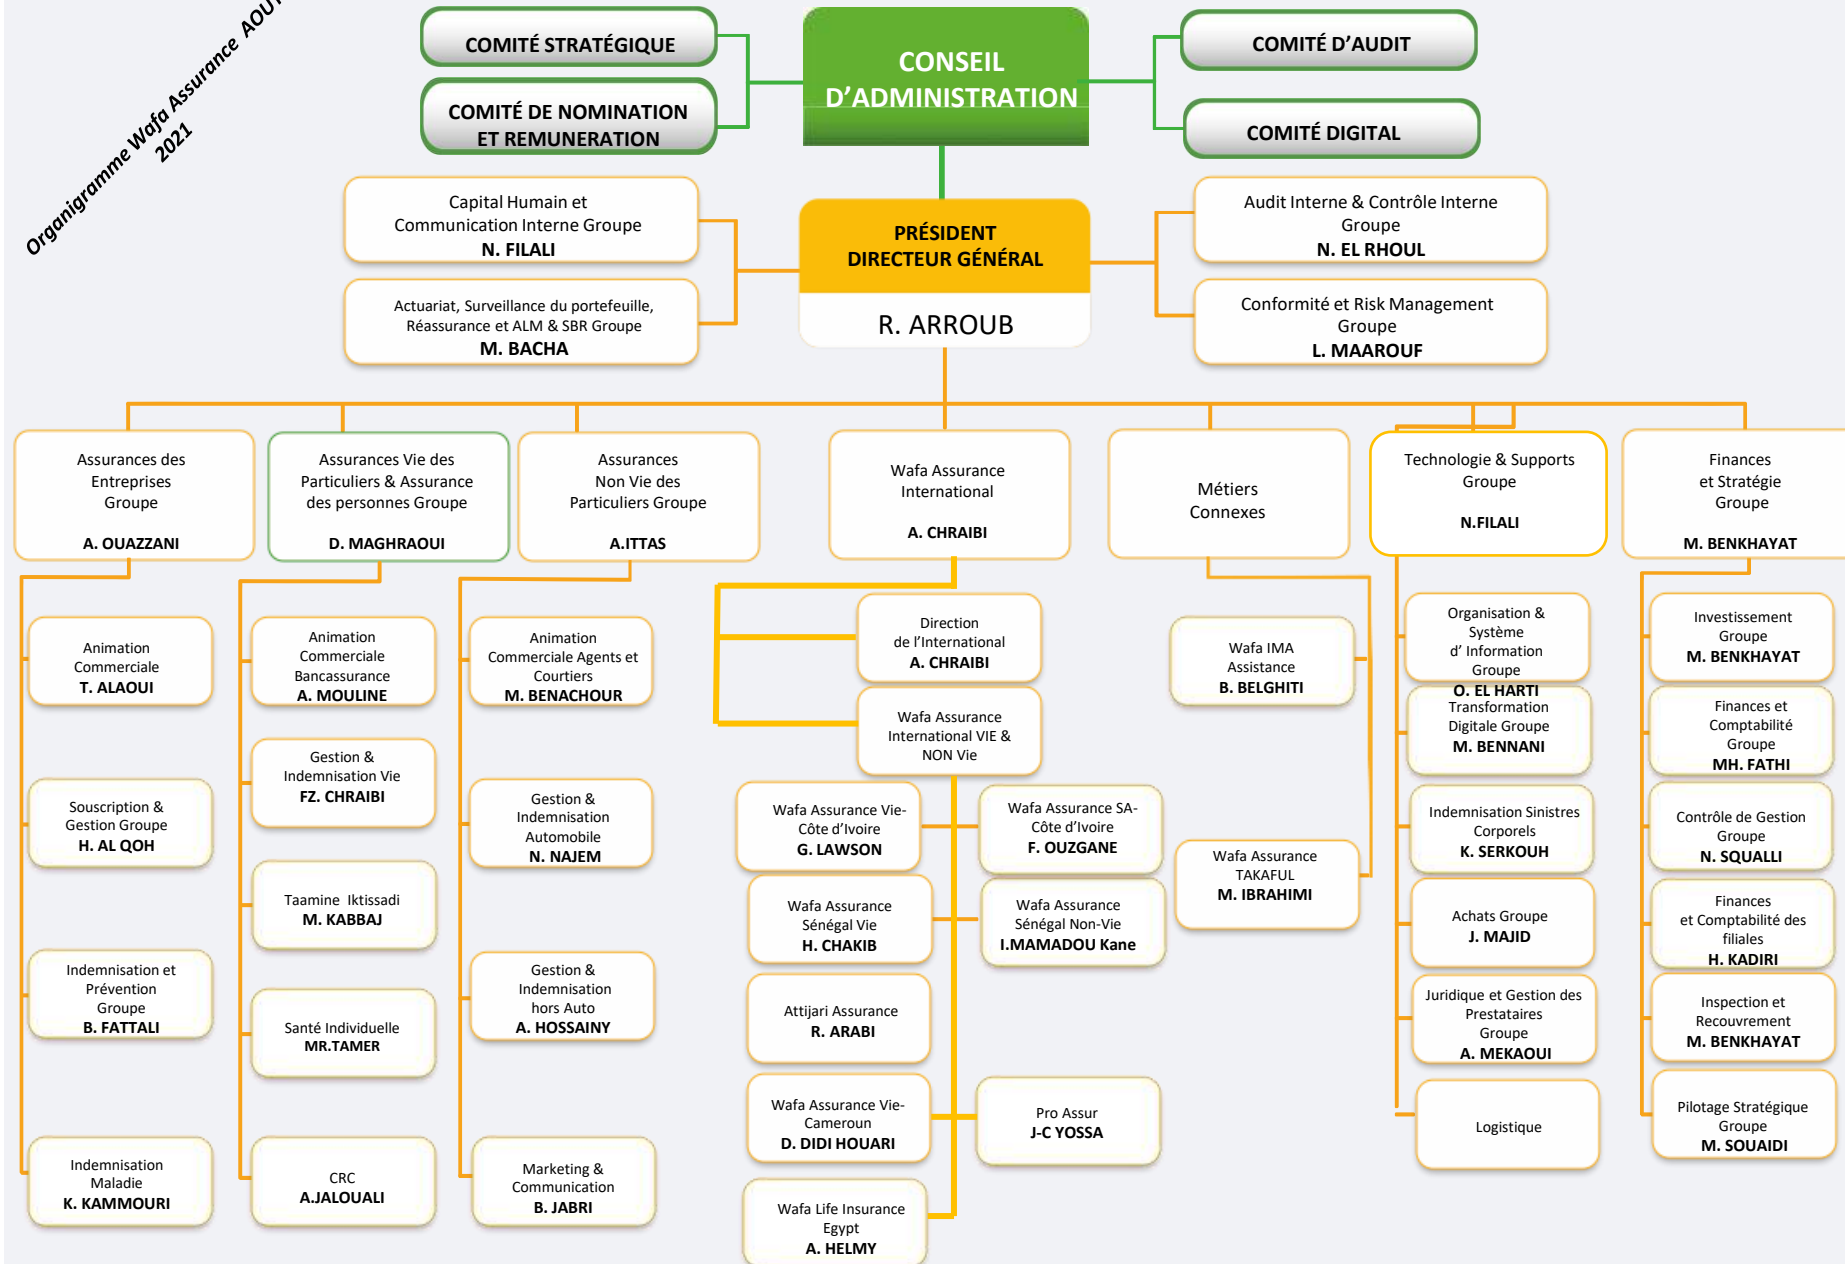 Organigramme Wafa Assurance AOUT
2021
COMITÉ STRATÉGIQUE
COMITÉ DE NOMINATION
ET REMUNERATION
CONSEIL
D'ADMINISTRATION
COMITÉ D'AUDIT
COMITÉ DIGITAL
Capital Humain et
Communication Interne Groupe
N. FILALI
Actuariat, Surveillance du portefeuille,
Réassurance et ALM & SBR Groupe
M. BACHA
PRÉSIDENT
DIRECTEUR GÉNÉRAL
R. ARROUB
Audit Interne & Contrôle Interne
Groupe
N. EL RHOUL
Conformité et Risk Management
Groupe
L. MAAROUF
Assurances des
Entreprises
Groupe
A. OUAZZANI
Assurances Vie des
Particuliers & Assurance
des personnes Groupe
D. MAGHRAOUI
Assurances
Non Vie des
Particuliers Groupe
A.ITTAS
Wafa Assurance
International
A. CHRAIBI
Métiers
Connexes
Technologie & Supports
Groupe
N.FILALI
Finances
et Stratégie
Groupe
M. BENKHAYAT
Animation
Commerciale
T. ALAOUI
Souscription &
Gestion Groupe
H. AL QOH
Indemnisation et
Prévention
Groupe
B. FATTALI
Indemnisation
Maladie
K. KAMMOURI
Animation
Commerciale
Bancassurance
A. MOULINE
Gestion &
Indemnisation Vie
FZ. CHRAIBI
Taamine Iktissadi
M. KABBAJ
Santé Individuelle
MR.TAMER
CRC
A.JALOUALI
Animation
Commerciale Agents et
Courtiers
M. BENACHOUR
Gestion &
Indemnisation
Automobile
N. NAJEM
Gestion &
Indemnisation
hors Auto
A. HOSSAINY
Marketing &
Communication
B. JABRI
Direction
de l'International
A. CHRAIBI
Wafa Assurance
International VIE &
NON Vie
Wafa Assurance Vie-
Côte d'Ivoire
G. LAWSON
Wafa Assurance SA-
Côte d'Ivoire
F. OUZGANE
Wafa Assurance
Sénégal Vie
H. CHAKIB
Wafa Assurance
Sénégal Non-Vie
I.MAMADOU Kane
Attijari Assurance
R. ARABI
Wafa Assurance Vie-
Cameroun
D. DIDI HOUARI
Pro Assur
J-C YOSSA
Wafa Life Insurance
Egypt
A. HELMY
Wafa IMA
Assistance
B. BELGHITI
Wafa Assurance
TAKAFUL
M. IBRAHIMI
Organisation &
Système
d' Information
Groupe
O. EL HARTI
Transformation
Digitale Groupe
M. BENNANI
Indemnisation Sinistres
Corporels
K. SERKOUH
Achats Groupe
J. MAJID
Juridique et Gestion des
Prestataires
Groupe
A. MEKAOUI
Logistique
Investissement
Groupe
M. BENKHAYAT
Finances et
Comptabilité
Groupe
MH. FATHI
Contrôle de Gestion
Groupe
N. SQUALLI
Finances
et Comptabilité des
filiales
H. KADIRI
Inspection et
Recouvrement
M. BENKHAYAT
Pilotage Stratégique
Groupe
M. SOUAIDI